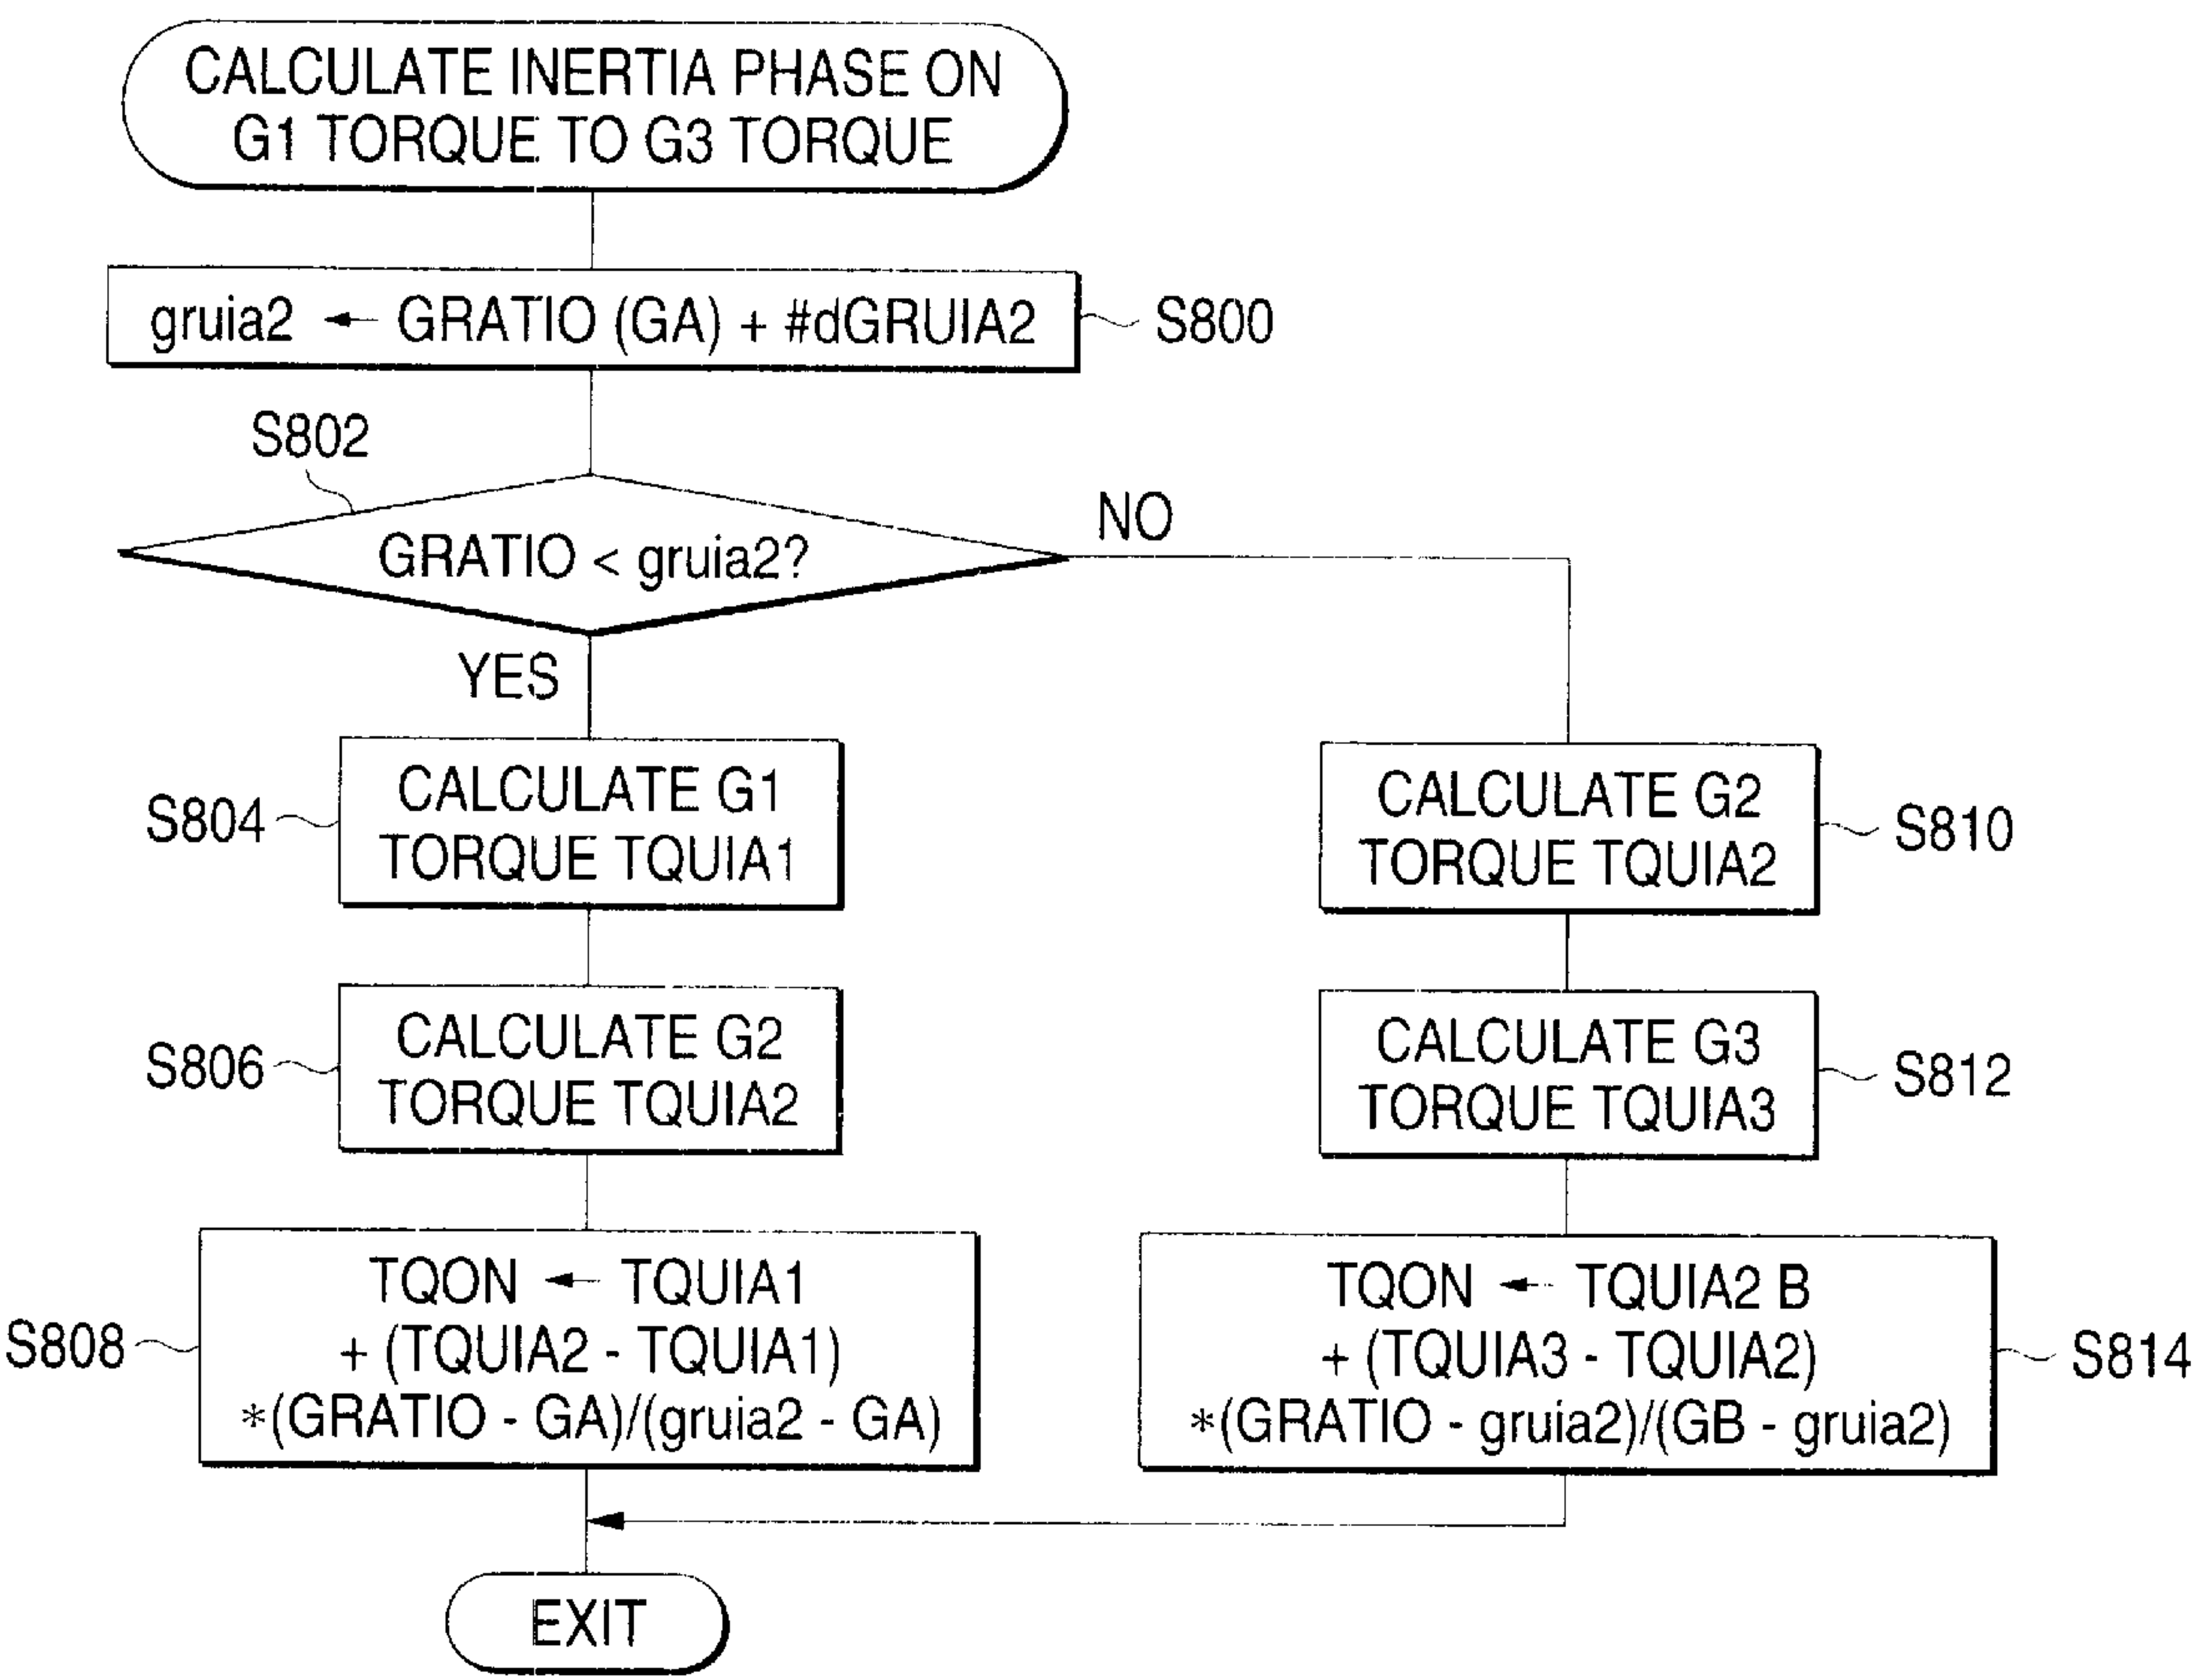 CALCULATE INERTIA PHASE ON
G1 TORQUE TO G3 TORQUE
gruia2 ← GRATIO (GA) + #dGRUIA2
S800
S802
GRATIO < gruia2?
NO
YES
S804
CALCULATE G1
TORQUE TQUIA1
S806
CALCULATE G2
TORQUE TQUIA2
S808
TQON ← TQUIA1
+ (TQUIA2 - TQUIA1)
*(GRATIO - GA)/(gruia2 - GA)
CALCULATE G2
TORQUE TQUIA2
S810
CALCULATE G3
TORQUE TQUIA3
S812
TQON ← TQUIA2 B
+ (TQUIA3 - TQUIA2)
*(GRATIO - gruia2)/(GB - gruia2)
S814
EXIT